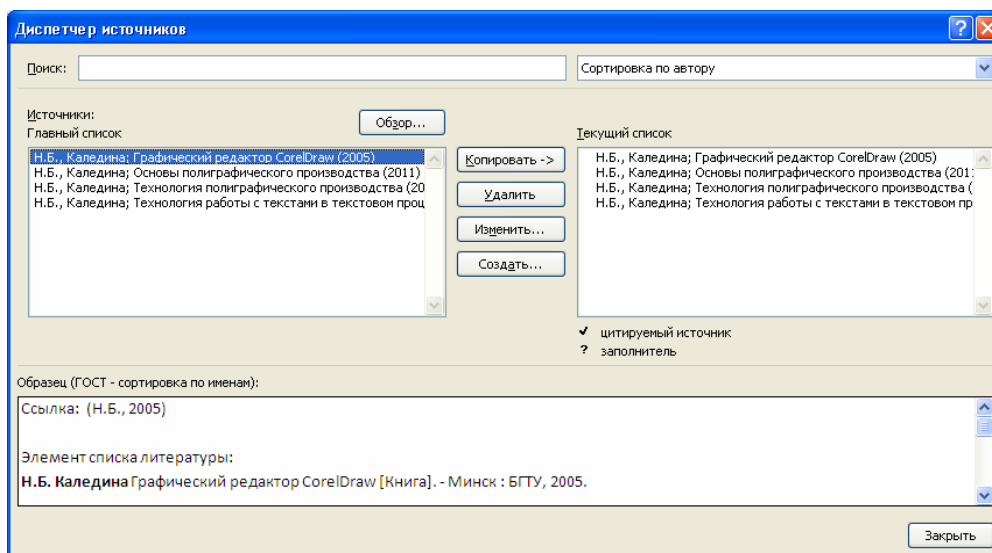 Диспетчер источников
Поиск:
Сортировка по автору
Источники:
Главный список
Обзор...
Текущий список
Н.Б., Каледина; Графический редактор CorelDraw (2005)
Н.Б., Каледина; Основы полиграфического производства (2011)
Н.Б., Каледина; Технология полиграфического производства (20
Н.Б., Каледина; Технология работы с текстами в текстовом проц
Копировать ->
Удалить
Изменить...
Создать...
Н.Б., Каледина; Графический редактор CorelDraw (2005)
Н.Б., Каледина; Основы полиграфического производства (201
Н.Б., Каледина; Технология полиграфического производства (
Н.Б., Каледина; Технология работы с текстами в текстовом пр
✓ цитируемый источник
? заполнитель
Образец (ГОСТ - сортировка по именам):
Ссылка: (Н.Б., 2005)
Элемент списка литературы:
Н.Б. Каледина Графический редактор CorelDraw [Книга]. - Минск : БГТУ, 2005.
Закрыть